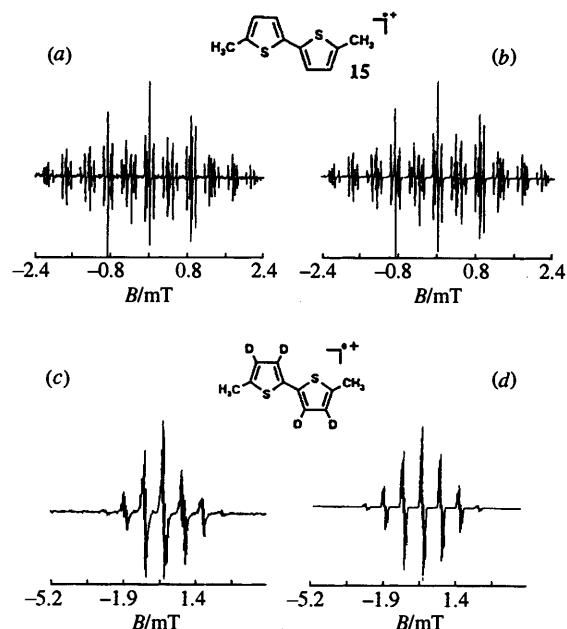 (a)
H₃C
S
S
CH₃
⁊•+
15
(b)
−2.4 −0.8 0.8 2.4
B/mT
−2.4 −0.8 0.8 2.4
B/mT
(c)
D D
⁊•+
H₃C
S
S
CH₃
D D
(d)
−5.2 −1.9 1.4
B/mT
−5.2 −1.9 1.4
B/mT